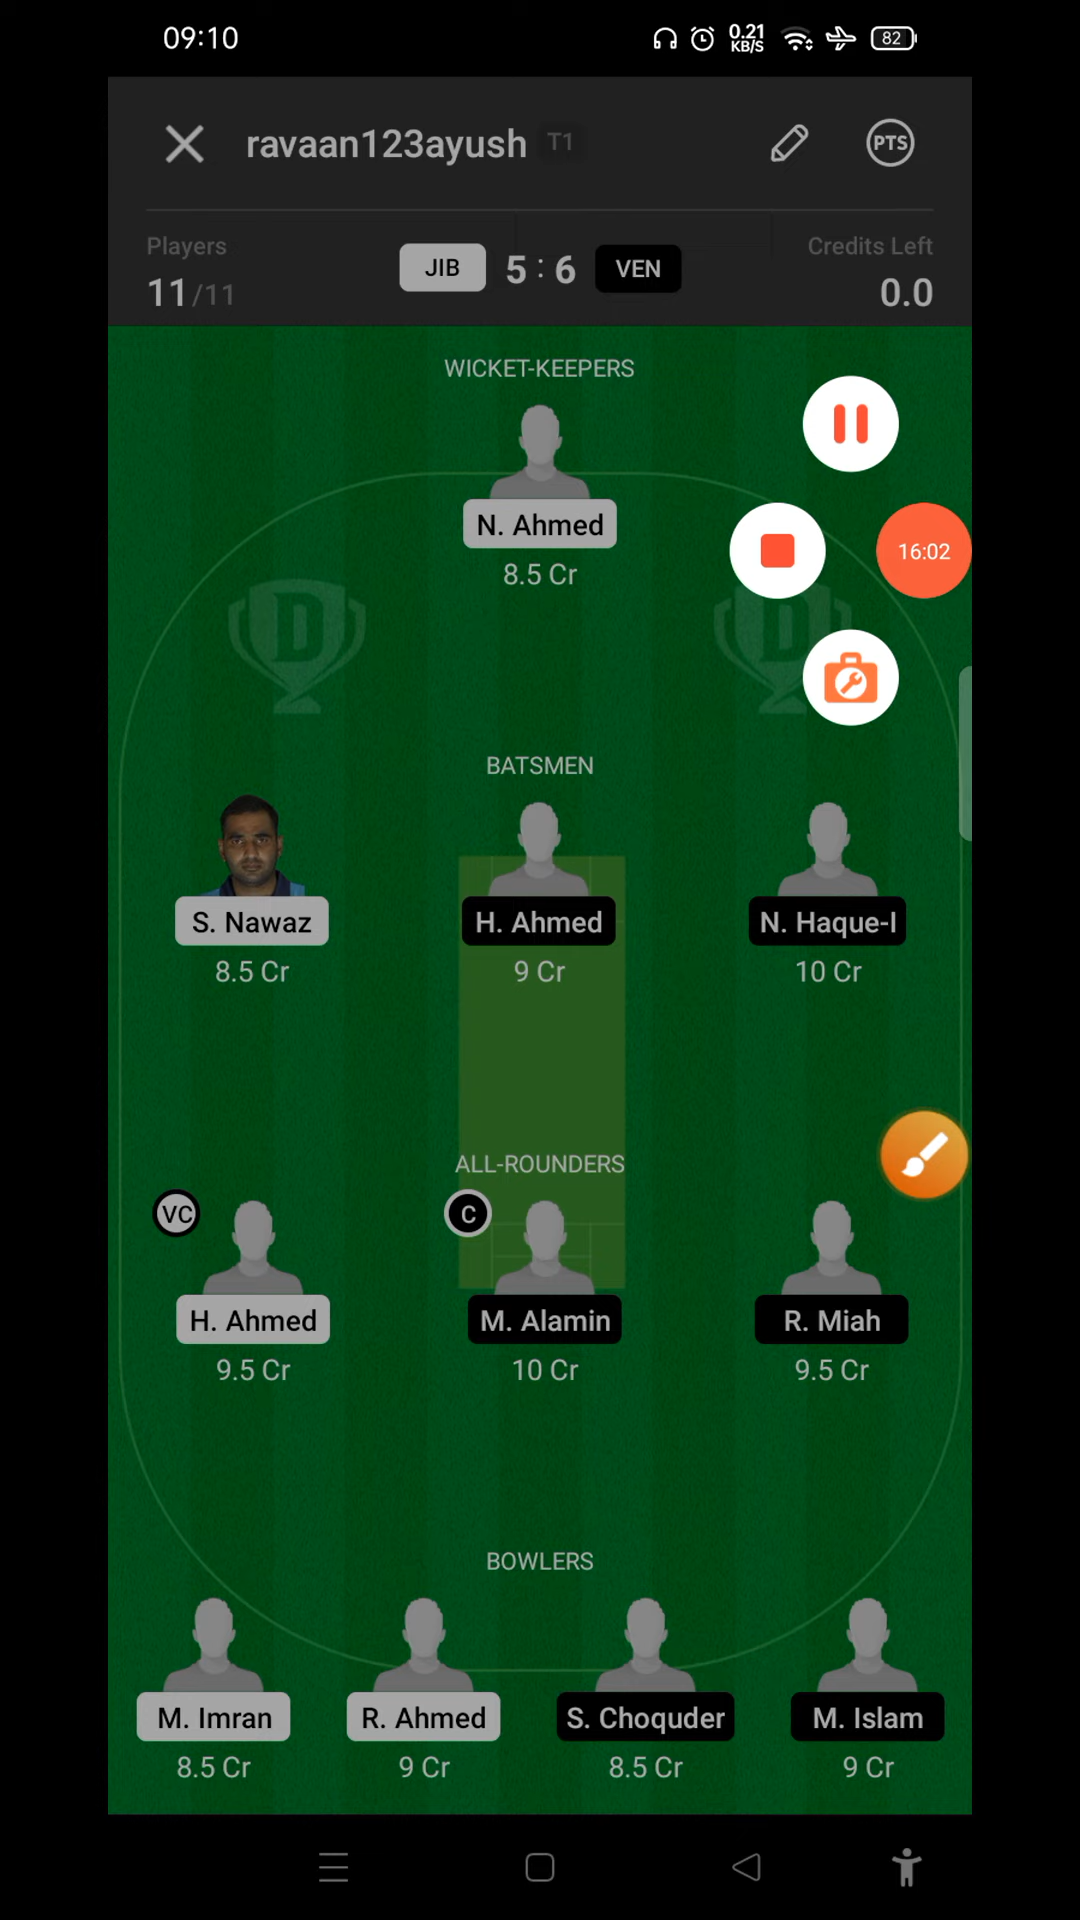 09:10
0.21
KB/S
82
ravaan123ayush T1
PTS
Players
Credits Left
JIB 5 : 6 VEN
11/11
0.0
WICKET-KEEPERS
N. Ahmed
8.5 Cr
16:02
D D
BATSMEN
S. Nawaz H. Ahmed N. Haque-I
8.5 Cr 9 Cr 10 Cr
ALL-ROUNDERS
VC C
H. Ahmed M. Alamin R. Miah
9.5 Cr 10 Cr 9.5 Cr
BOWLERS
M. Imran R. Ahmed S. Choquder M. Islam
8.5 Cr 9 Cr 8.5 Cr 9 Cr